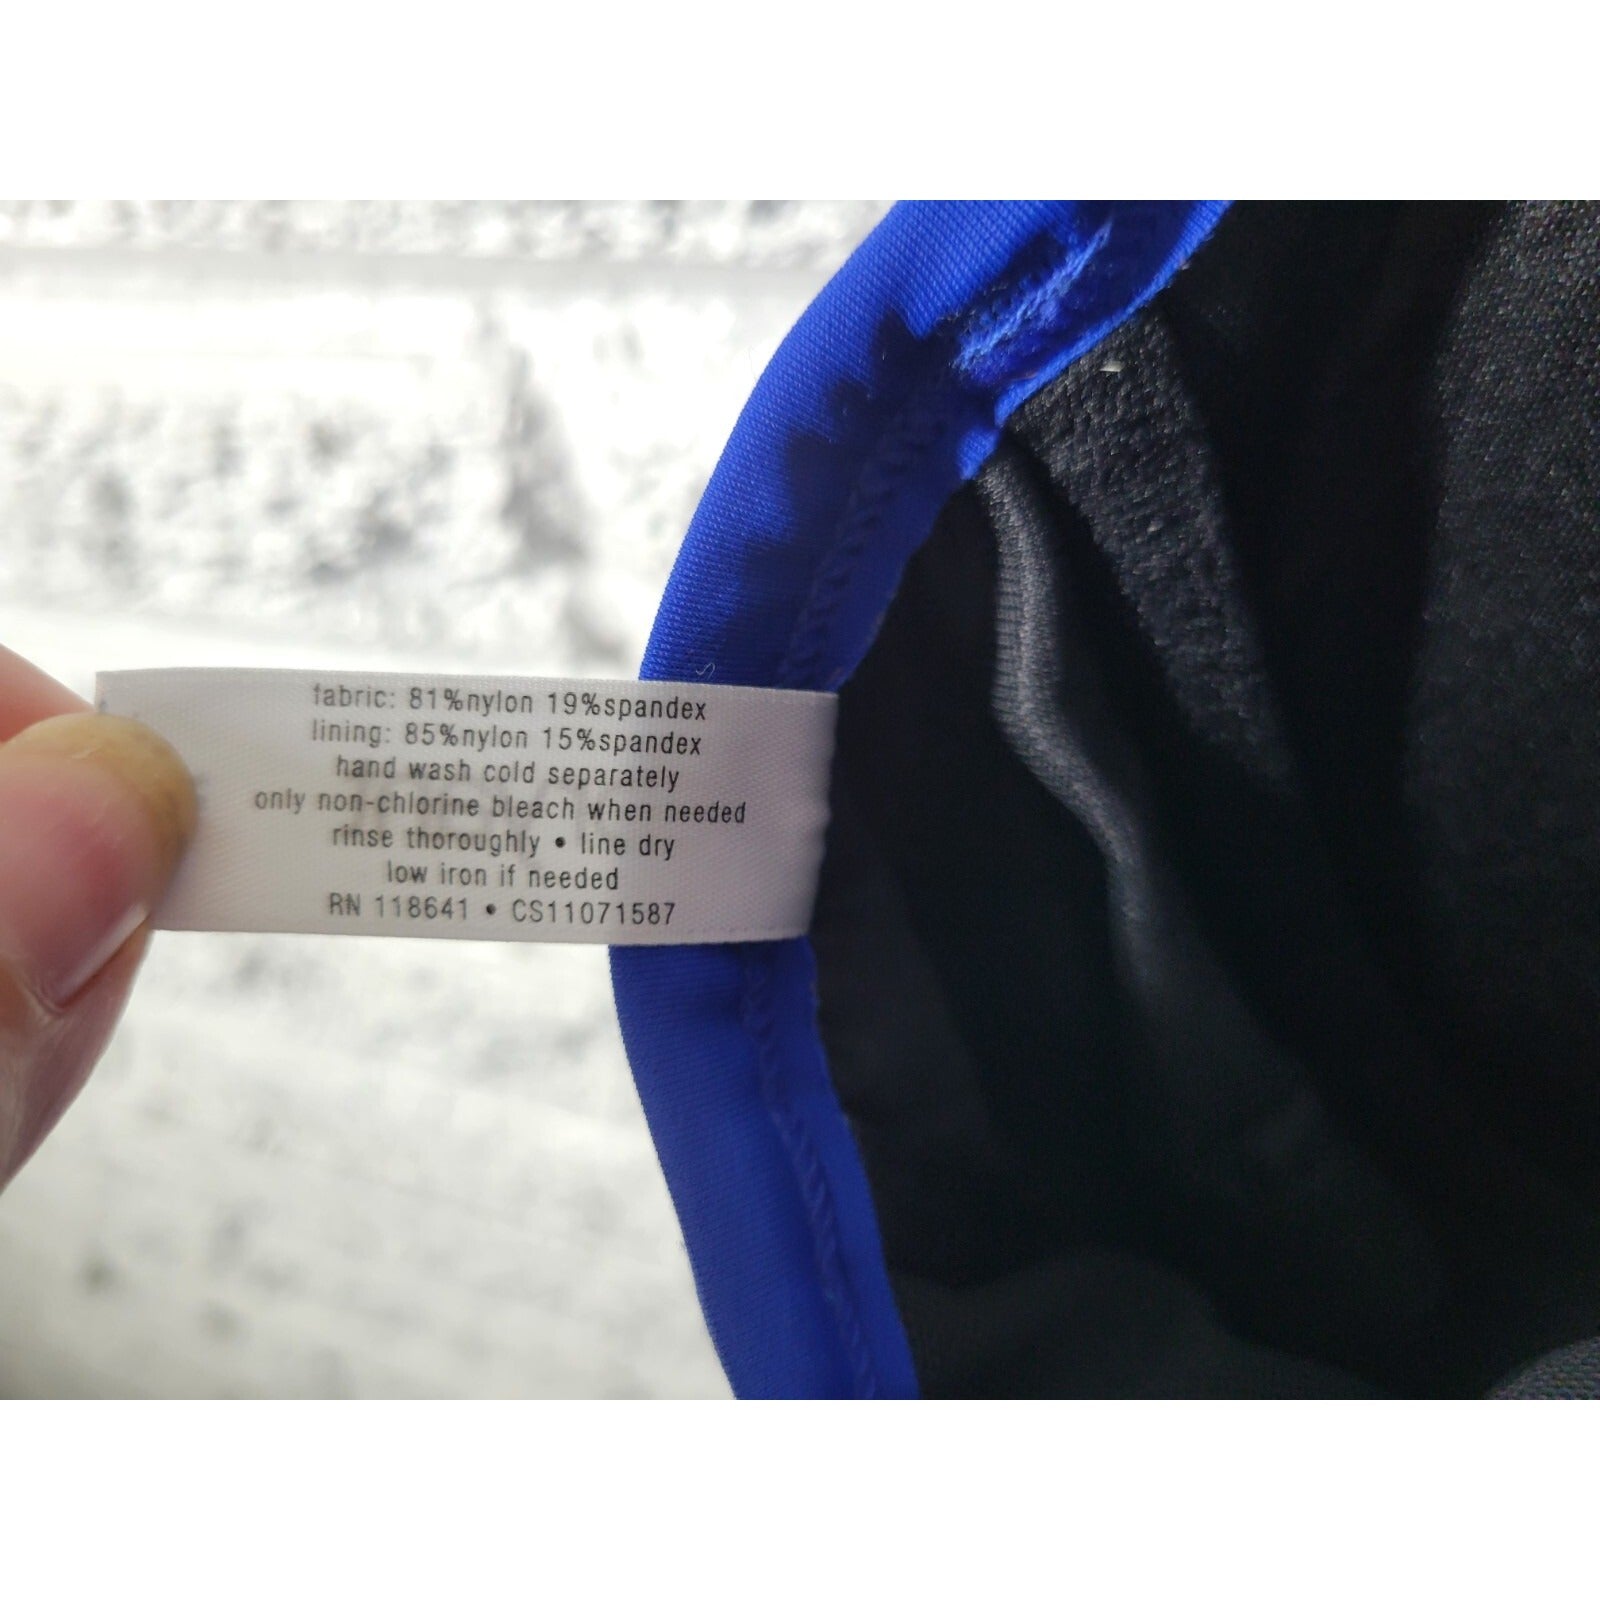 fabric: 81%nylon 19%spandex
lining: 85%nylon 15%spandex
hand wash cold separately
only non-chlorine bleach when needed
rinse thoroughly • line dry
low iron if needed
RN 118641 • CS11071587